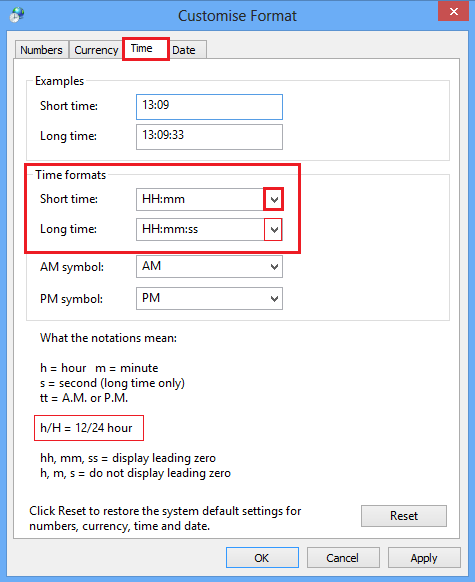 Customise Format
Numbers Currency Time Date
Examples
Short time: 13:09
Long time: 13:09:33
Time formats
Short time: HH:mm
Long time: HH:mm:ss
AM symbol: AM
PM symbol: PM
What the notations mean:
h = hour m = minute
s = second (long time only)
tt = A.M. or P.M.
h/H = 12/24 hour
hh, mm, ss = display leading zero
h, m, s = do not display leading zero
Click Reset to restore the system default settings for
numbers, currency, time and date.
Reset
OK Cancel Apply